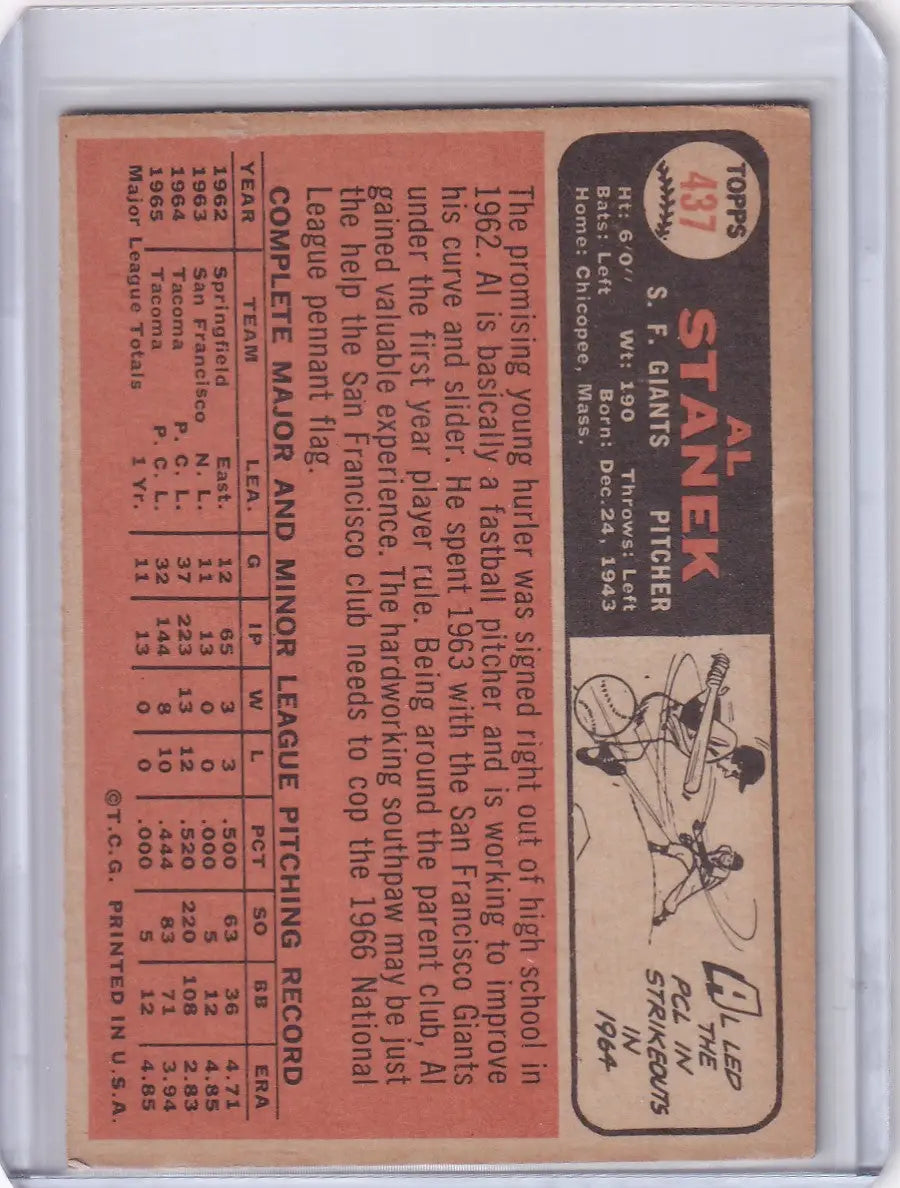 TOPPS
437
AL
STANEK
S. F. GIANTS PITCHER
Ht: 6'0" Wt: 190 Throws: Left
Bats: Left Born: Dec. 24, 1943
Home: Chicopee, Mass.
AL LED
THE
PCL IN
STRIKEOUTS
IN
1964
The promising young hurler was signed right out of high school in
1962. Al is basically a fastball pitcher and is working to improve
his curve and slider. He spent 1963 with the San Francisco Giants
under the first year player rule. Being around the parent club, Al
gained valuable experience. The hardworking southpaw may be just
the help the San Francisco club needs to cop the 1966 National
League pennant flag.
COMPLETE MAJOR AND MINOR LEAGUE PITCHING RECORD
YEAR TEAM LEA. G IP W L PCT SO BB ERA
1962 Springfield East. 12 65 3 3 .500 63 36 4.71
1963 San Francisco N. L. 11 13 0 0 .000 5 12 4.85
1964 Tacoma P. C. L. 37 223 13 12 .520 220 108 2.83
1965 Tacoma P. C. L. 32 144 8 10 .444 83 71 3.94
Major League Totals 1 Yr. 11 13 0 0 .000 5 12 4.85
©T.C.G. PRINTED IN U.S.A.